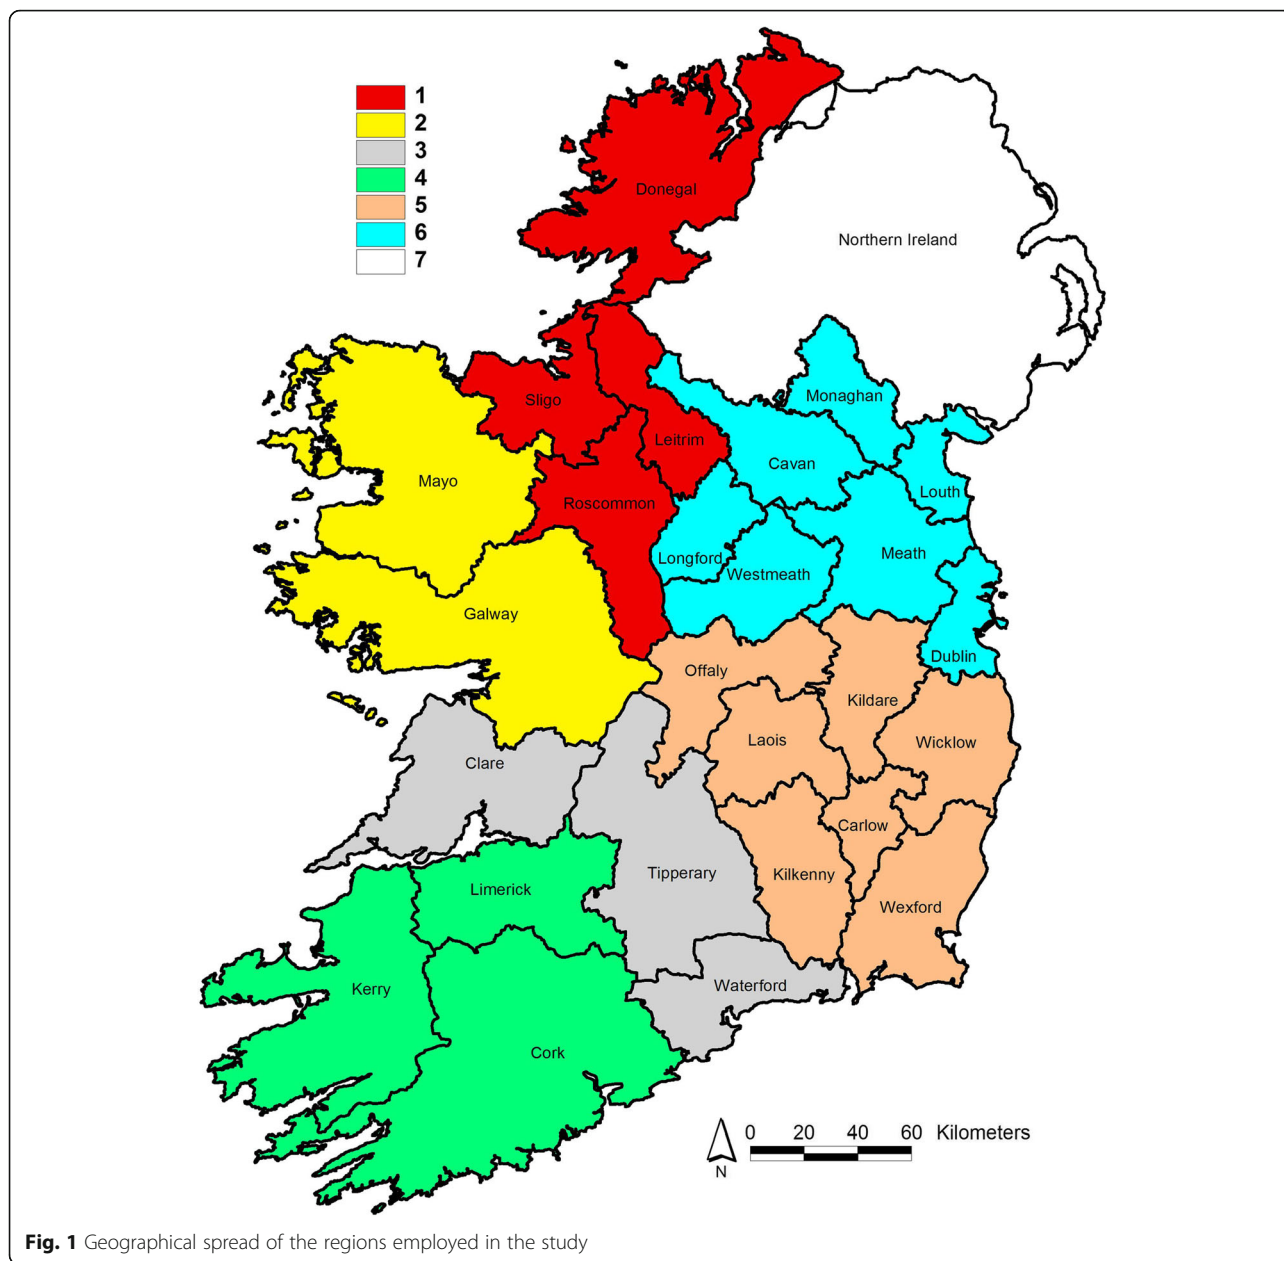 1
2
3
4
5
6
7
Donegal
Northern Ireland
Monaghan
Sligo
Leitrim
Cavan
Mayo
Louth
Roscommon
Meath
Longford
Westmeath
Galway
Dublin
Offaly
Kildare
Laois
Wicklow
Clare
Carlow
Tipperary
Kilkenny
Limerick
Wexford
Waterford
Kerry
Cork
0 20 40 60 Kilometers
N
Fig. 1 Geographical spread of the regions employed in the study